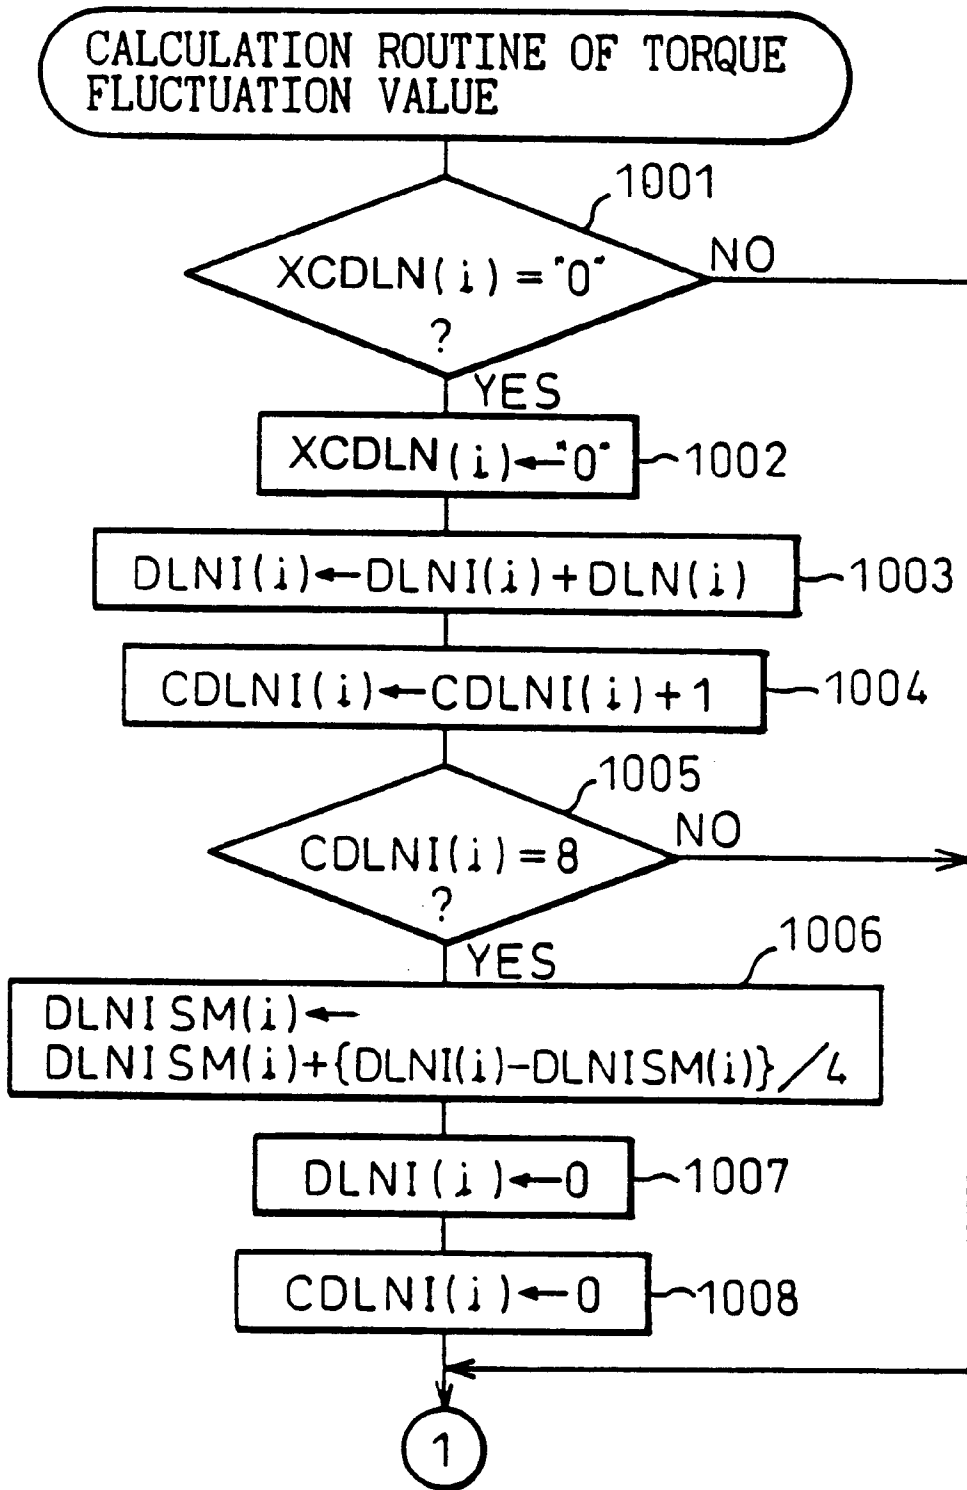 CALCULATION ROUTINE OF TORQUE
FLUCTUATION VALUE
1001
XCDLN(i)="0"
?
NO
YES
XCDLN(i)←"0"
1002
DLNI(i)←DLNI(i)+DLN(i)
1003
CDLNI(i)←CDLNI(i)+1
1004
1005
CDLNI(i)=8
?
NO
YES
1006
DLNISM(i)←
DLNISM(i)+{DLNI(i)-DLNISM(i)}/4
DLNI(i)←0
1007
CDLNI(i)←0
1008
1